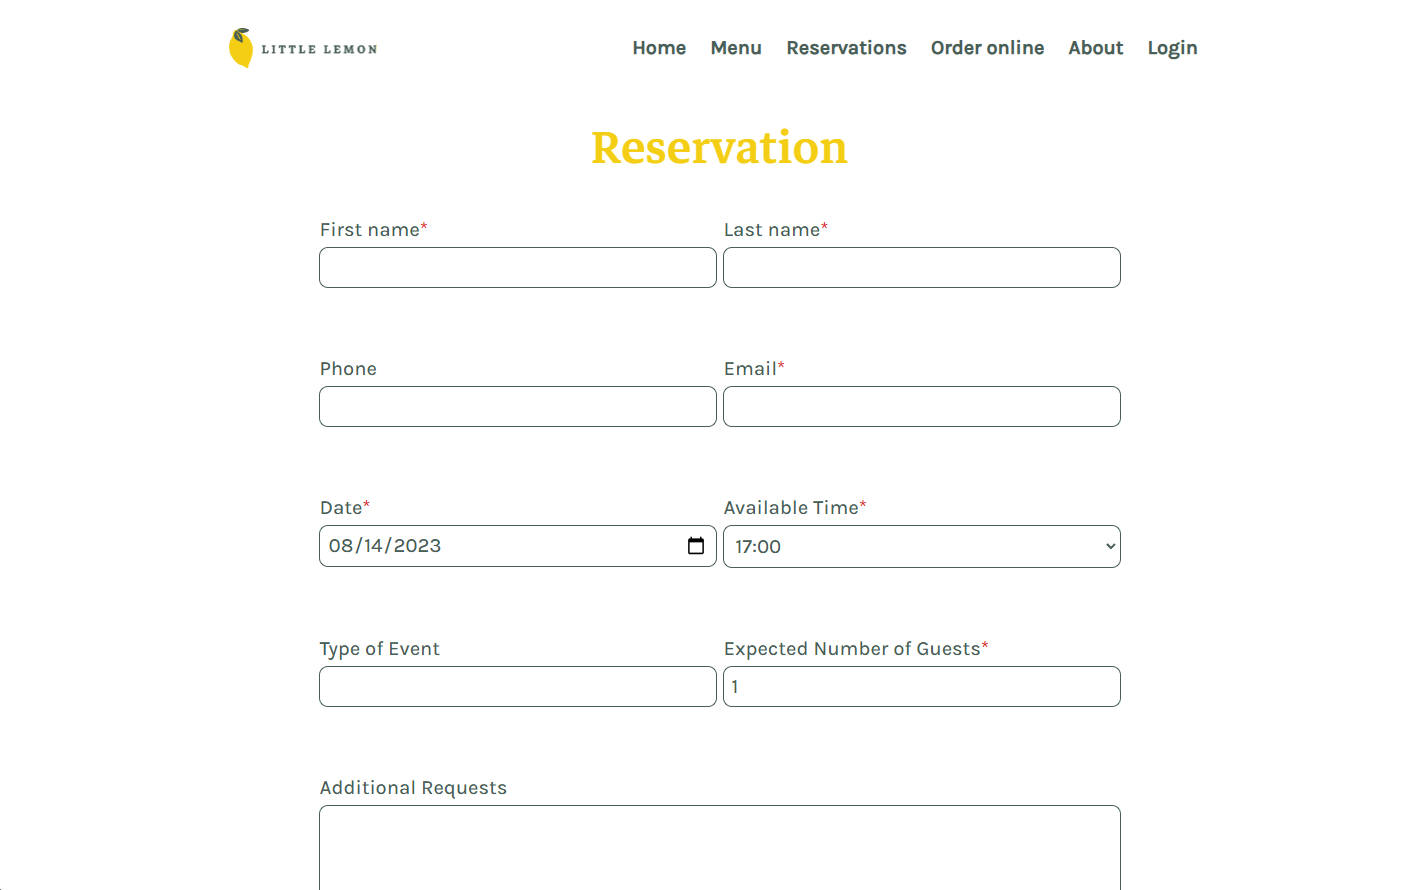 LITTLE LEMON
Home Menu Reservations Order online About Login
Reservation
First name* Last name*
Phone Email*
Date* Available Time*
08/14/2023 17:00
Type of Event Expected Number of Guests*
1
Additional Requests